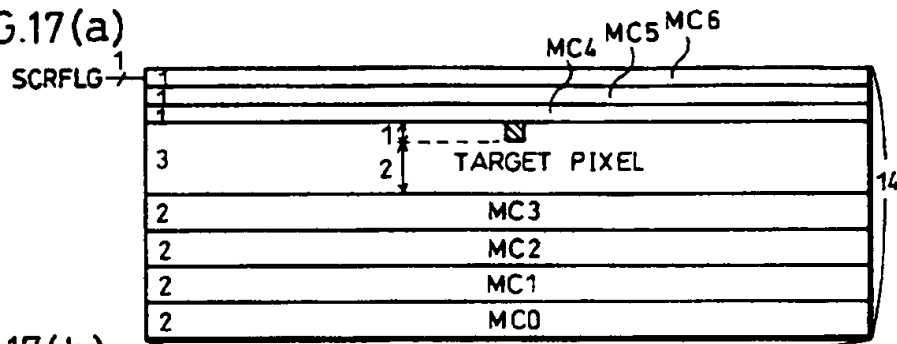 G.17(a)
MC4 MC5 MC6
SCRFLG 1 1
1
1
3 1 2 TARGET PIXEL 14
2 MC3
2 MC2
2 MC1
2 MC0
17(b)